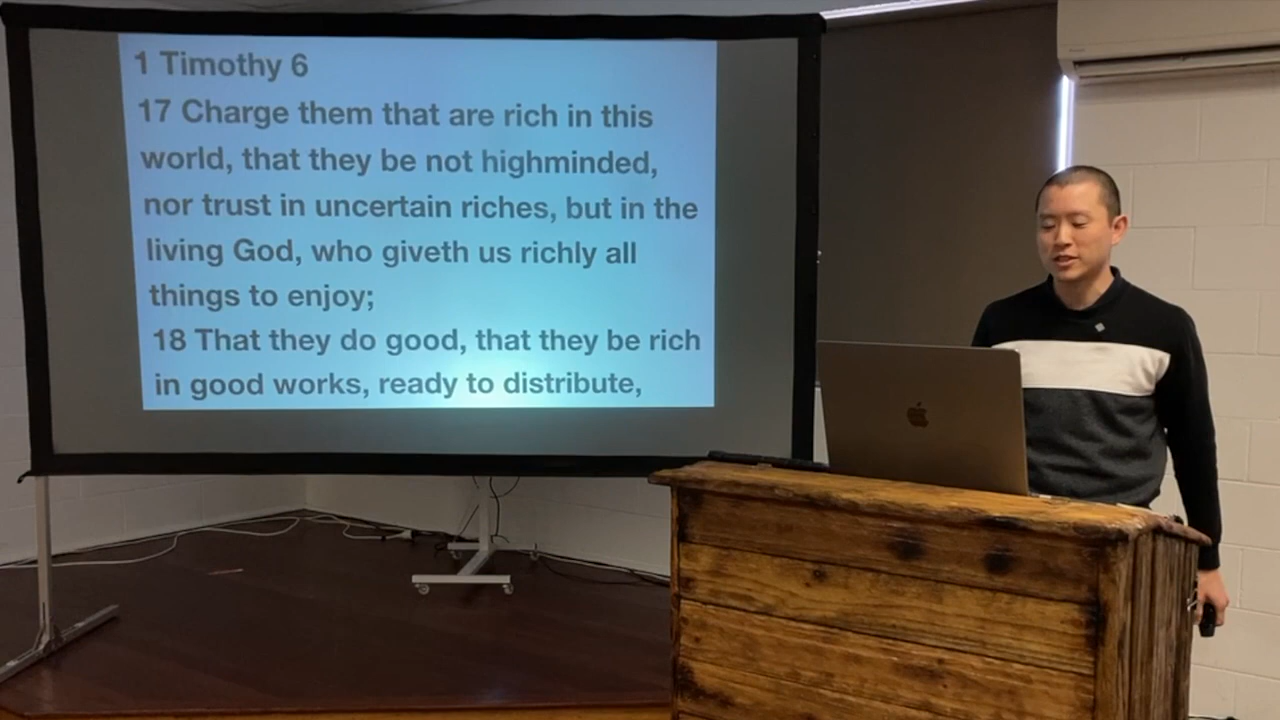 1 Timothy 6
17 Charge them that are rich in this
world, that they be not highminded,
nor trust in uncertain riches, but in the
living God, who giveth us richly all
things to enjoy;
18 That they do good, that they be rich
in good works, ready to distribute,